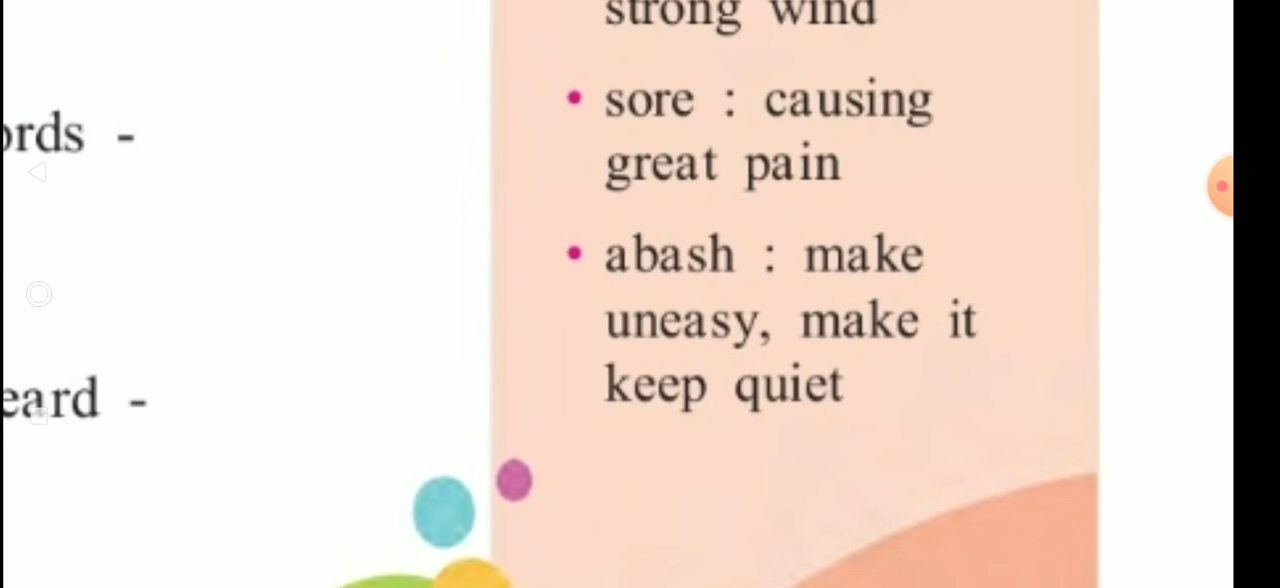 strong wind
• sore : causing
great pain
• abash : make
uneasy, make it
keep quiet
ords -
eard -